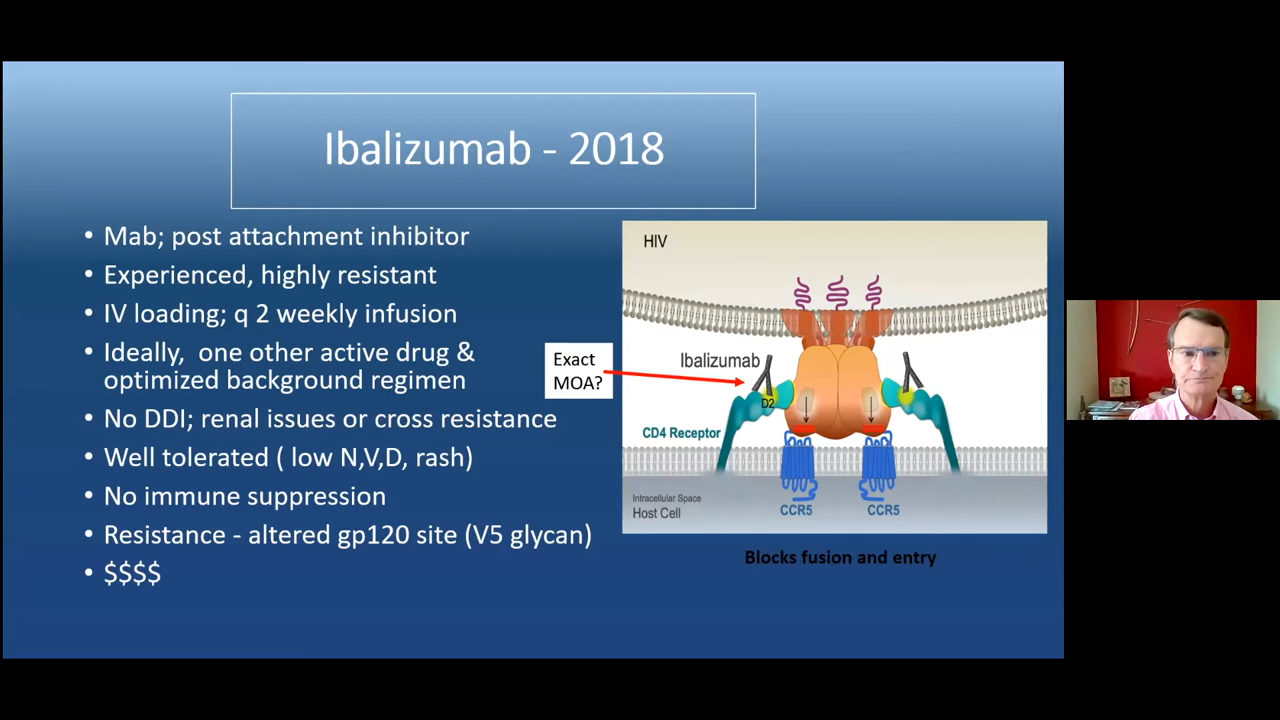 Ibalizumab - 2018
• Mab; post attachment inhibitor
• Experienced, highly resistant
• IV loading; q 2 weekly infusion
• Ideally,  one other active drug &
optimized background regimen
• No DDI; renal issues or cross resistance
• Well tolerated ( low N,V,D, rash)
• No immune suppression
• Resistance - altered gp120 site (V5 glycan)
• $$$$
HIV
Exact
MOA?
Ibalizumab
D2
CD4 Receptor
Intracellular Space
Host Cell
CCR5
CCR5
Blocks fusion and entry